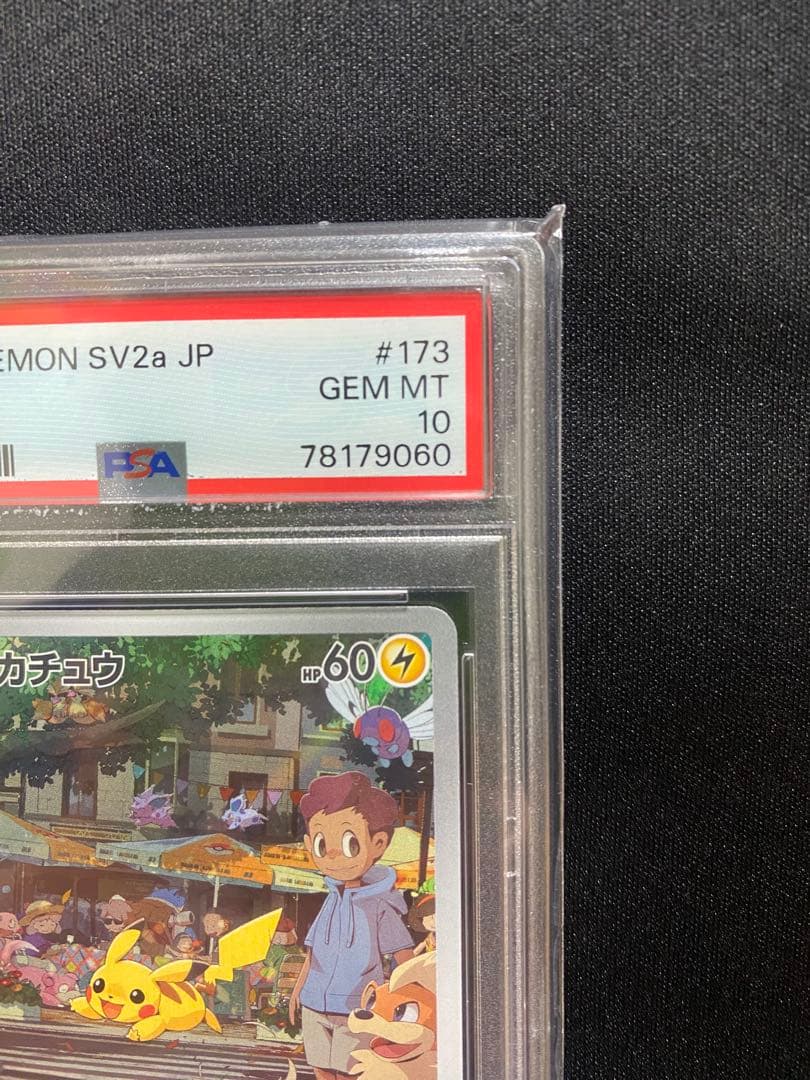 EMON SV2a JP #173
GEM MT
10
PSA 78179060
カチュウ HP60